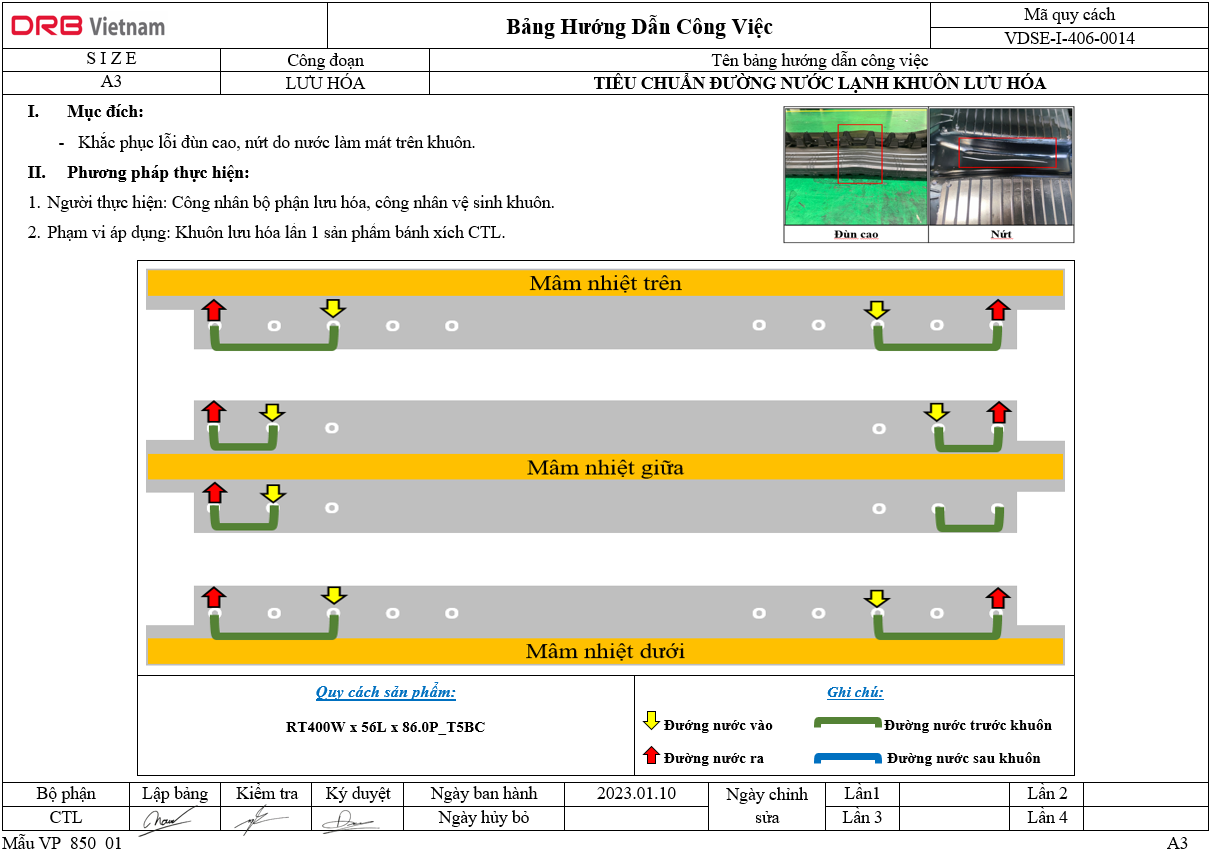 DRB Vietnam
Bảng Hướng Dẫn Công Việc
Mã quy cách
VDSE-I-406-0014
S I Z E
Công đoạn
Tên bảng hướng dẫn công việc
A3
LƯU HÓA
TIÊU CHUẨN ĐƯỜNG NƯỚC LẠNH KHUÔN LƯU HÓA
I. Mục đích:
- Khắc phục lỗi đùn cao, nứt do nước làm mát trên khuôn.
II. Phương pháp thực hiện:
1. Người thực hiện: Công nhân bộ phận lưu hóa, công nhân vệ sinh khuôn.
2. Phạm vi áp dụng: Khuôn lưu hóa lần 1 sản phẩm bánh xích CTL.
Đùn cao
Nứt
Mâm nhiệt trên
Mâm nhiệt giữa
Mâm nhiệt dưới
Quy cách sản phẩm:
RT400W x 56L x 86.0P_T5BC
Ghi chú:
Đướng nước vào
Đường nước trước khuôn
Đường nước ra
Đường nước sau khuôn
Bộ phận
Lập bảng
Kiểm tra
Ký duyệt
Ngày ban hành
2023.01.10
Ngày chỉnh sửa
Lần1
Lần 2
CTL
Ngày hủy bỏ
Lần 3
Lần 4
Mẫu VP_850_01
A3